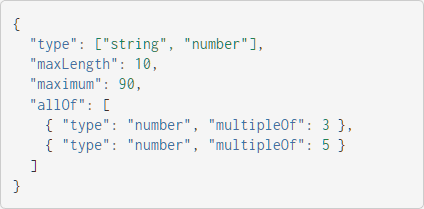 {
  "type": ["string", "number"],
  "maxLength": 10,
  "maximum": 90,
  "allOf": [
    { "type": "number", "multipleOf": 3 },
    { "type": "number", "multipleOf": 5 }
  ]
}